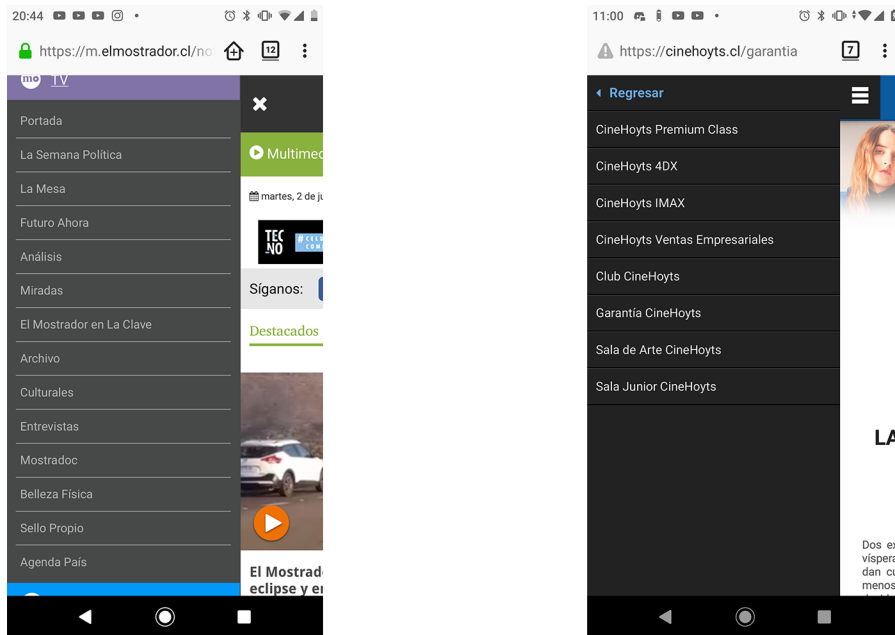 20:44
https://m.elmostrador.cl/no
12
mo TV
Portada
La Semana Política
La Mesa
Futuro Ahora
Análisis
Miradas
El Mostrador en La Clave
Archivo
Culturales
Entrevistas
Mostradoc
Belleza Física
Sello Propio
Agenda País
Multimed
martes, 2 de ju
TEC
NO
Síganos:
Destacados
El Mostrad
eclipse y e
11:00
https://cinehoyts.cl/garantia
7
Regresar
CineHoyts Premium Class
CineHoyts 4DX
CineHoyts IMAX
CineHoyts Ventas Empresariales
Club CineHoyts
Garantía CineHoyts
Sala de Arte CineHoyts
Sala Junior CineHoyts
LA
Dos ex
víspera
dan cu
menos